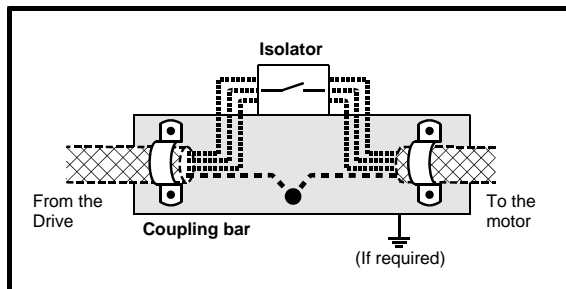 Isolator
From the
Drive
Coupling bar
(If required)
To the
motor